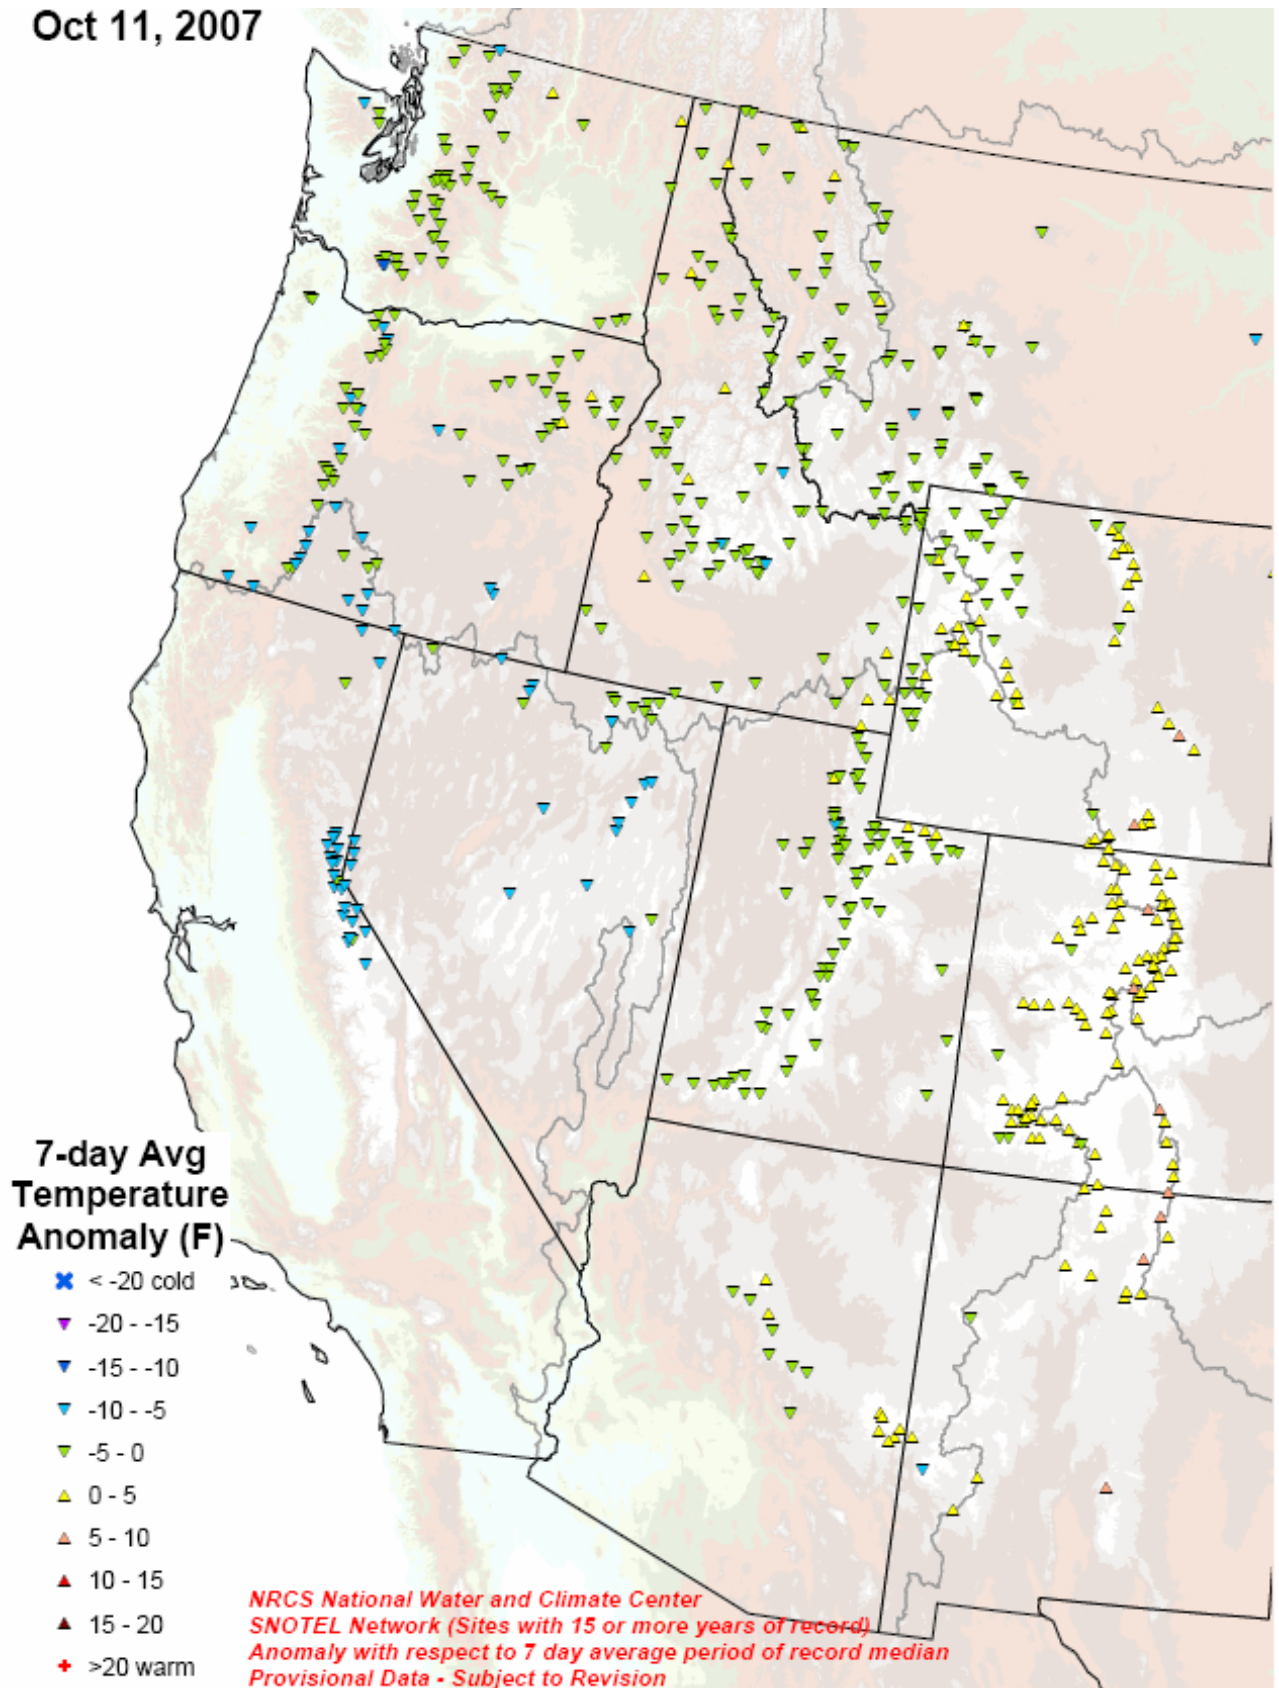 Oct 11, 2007
7-day Avg
Temperature
Anomaly (F)
< -20 cold
-20 - -15
-15 - -10
-10 - -5
-5 - 0
0 - 5
5 - 10
10 - 15
15 - 20
>20 warm
NRCS National Water and Climate Center
SNOTEL Network (Sites with 15 or more years of record)
Anomaly with respect to 7 day average period of record median
Provisional Data - Subject to Revision